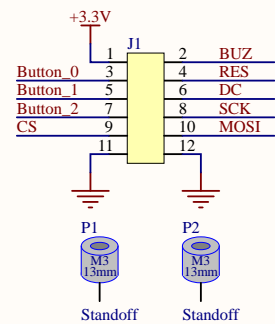 +3.3V
J1
1 2 BUZ
Button_0 3 4 RES
Button_1 5 6 DC
Button_2 7 8 SCK
CS 9 10 MOSI
11 12
P1 P2
M3 M3
13mm 13mm
Standoff Standoff